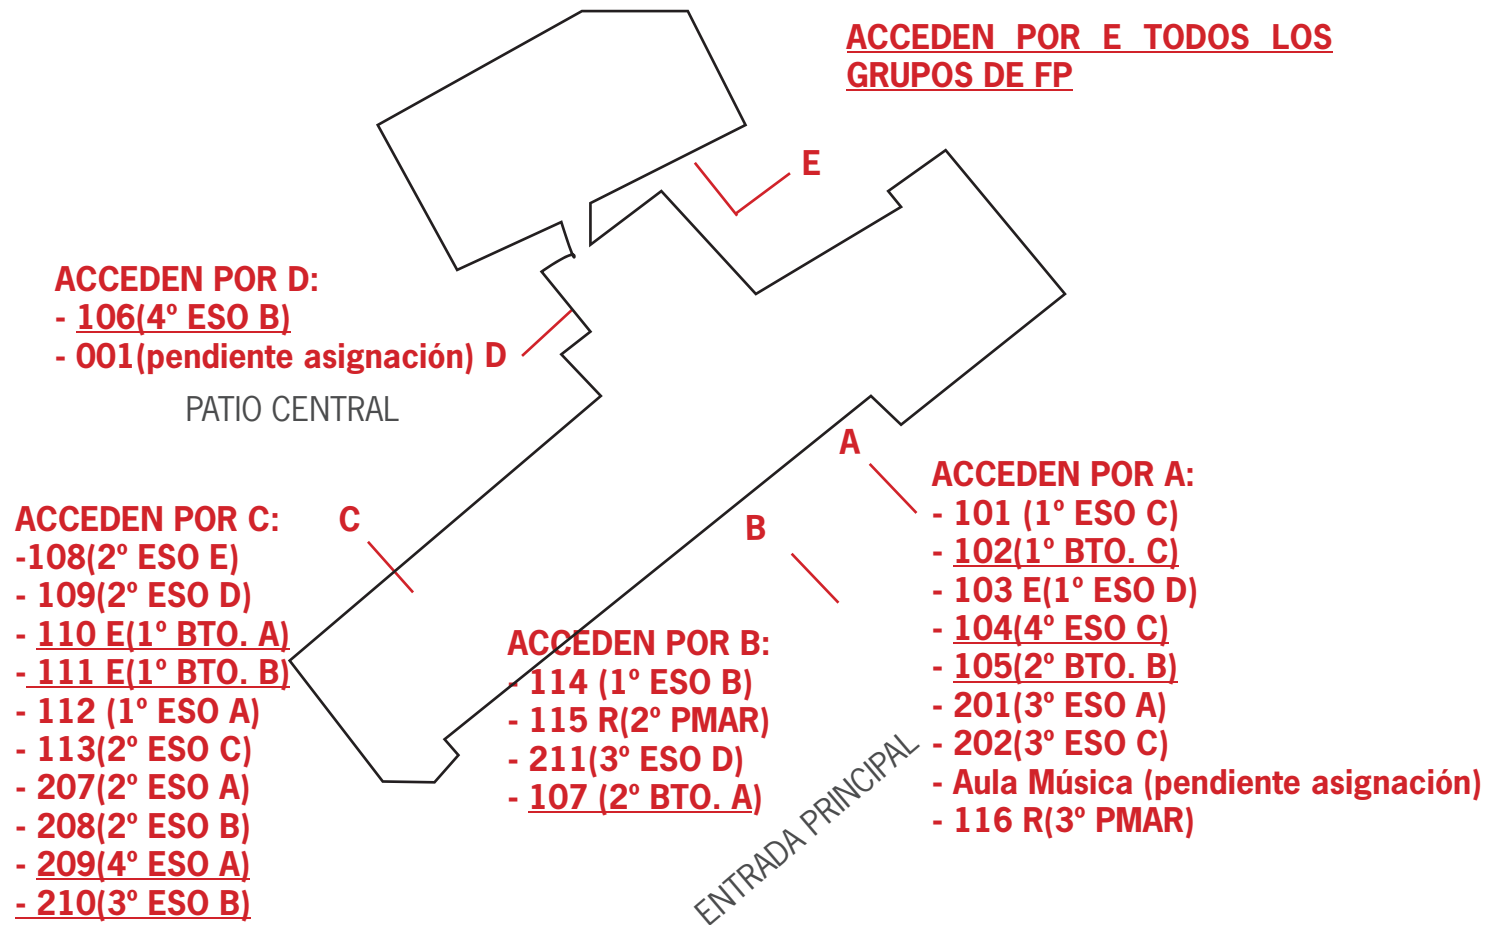 ACCEDEN POR E TODOS LOS
GRUPOS DE FP
E
ACCEDEN POR D:
- 106(4º ESO B)
- 001(pendiente asignación) D
PATIO CENTRAL
ACCEDEN POR C: C
-108(2º ESO E)
- 109(2º ESO D)
- 110 E(1º BTO. A)
- 111 E(1º BTO. B)
- 112 (1º ESO A)
- 113(2º ESO C)
- 207(2º ESO A)
- 208(2º ESO B)
- 209(4º ESO A)
- 210(3º ESO B)
B
ACCEDEN POR B:
- 114 (1º ESO B)
- 115 R(2º PMAR)
- 211(3º ESO D)
- 107 (2º BTO. A)
A
ACCEDEN POR A:
- 101 (1º ESO C)
- 102(1º BTO. C)
- 103 E(1º ESO D)
- 104(4º ESO C)
- 105(2º BTO. B)
- 201(3º ESO A)
- 202(3º ESO C)
- Aula Música (pendiente asignación)
- 116 R(3º PMAR)
ENTRADA PRINCIPAL